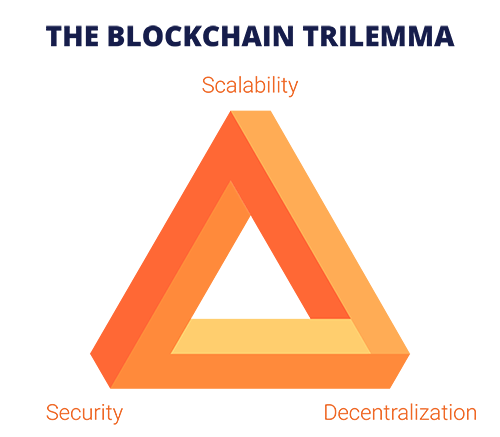 THE BLOCKCHAIN TRILEMMA
Scalability
Security
Decentralization